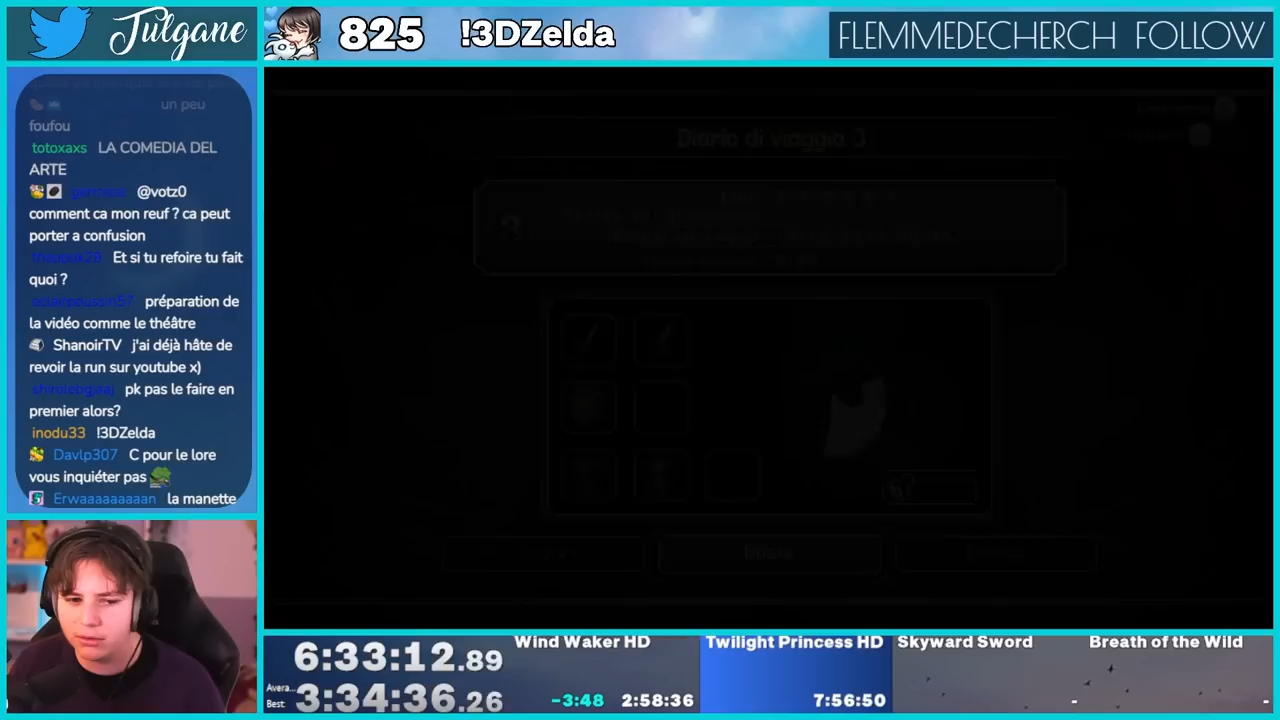 Julgane
825
!3DZelda
FLEMMEDECHERCH FOLLOW
un peu
foufou
totoxaxs LA COMEDIA DEL
ARTE
@votz0
comment ca mon reuf ? ca peut
porter a confusion
Et si tu refoire tu fait
quoi ?
préparation de
la vidéo comme le théâtre
ShanoirTV j'ai déjà hâte de
revoir la run sur youtube x)
pk pas le faire en
premier alors?
inodu33 !3DZelda
Davlp307 C pour le lore
vous inquiéter pas
Erwaaaaaaaaan la manette
Diario di viaggio 3
6:33:12.89
Avera...
Best:
3:34:36.26
Wind Waker HD
-3:48 2:58:36
Twilight Princess HD
7:56:50
Skyward Sword
-
Breath of the Wild
-